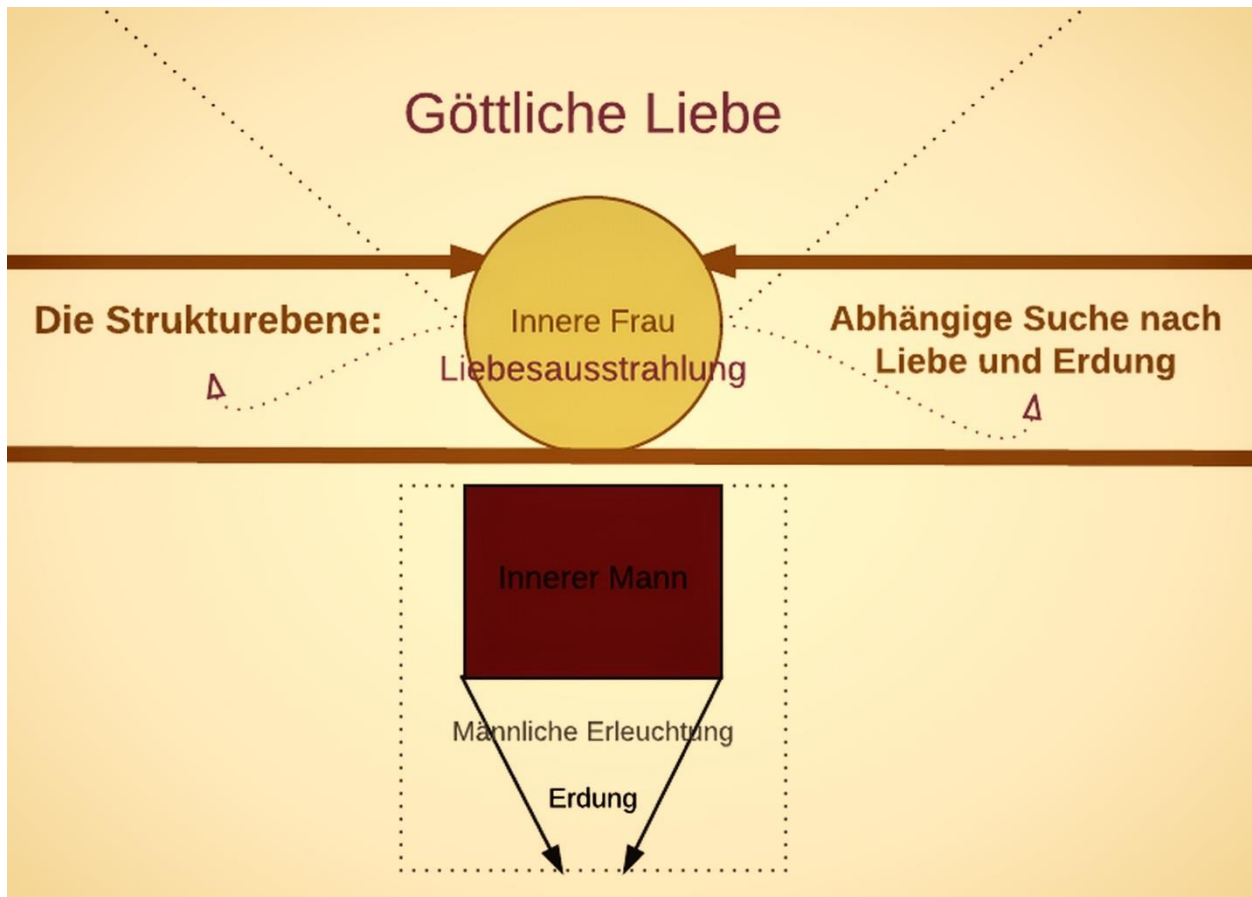 Göttliche Liebe
Die Strukturebene:
Innere Frau
Liebesausstrahlung
Abhängige Suche nach
Liebe und Erdung
Innerer Mann
Männliche Erleuchtung
Erdung